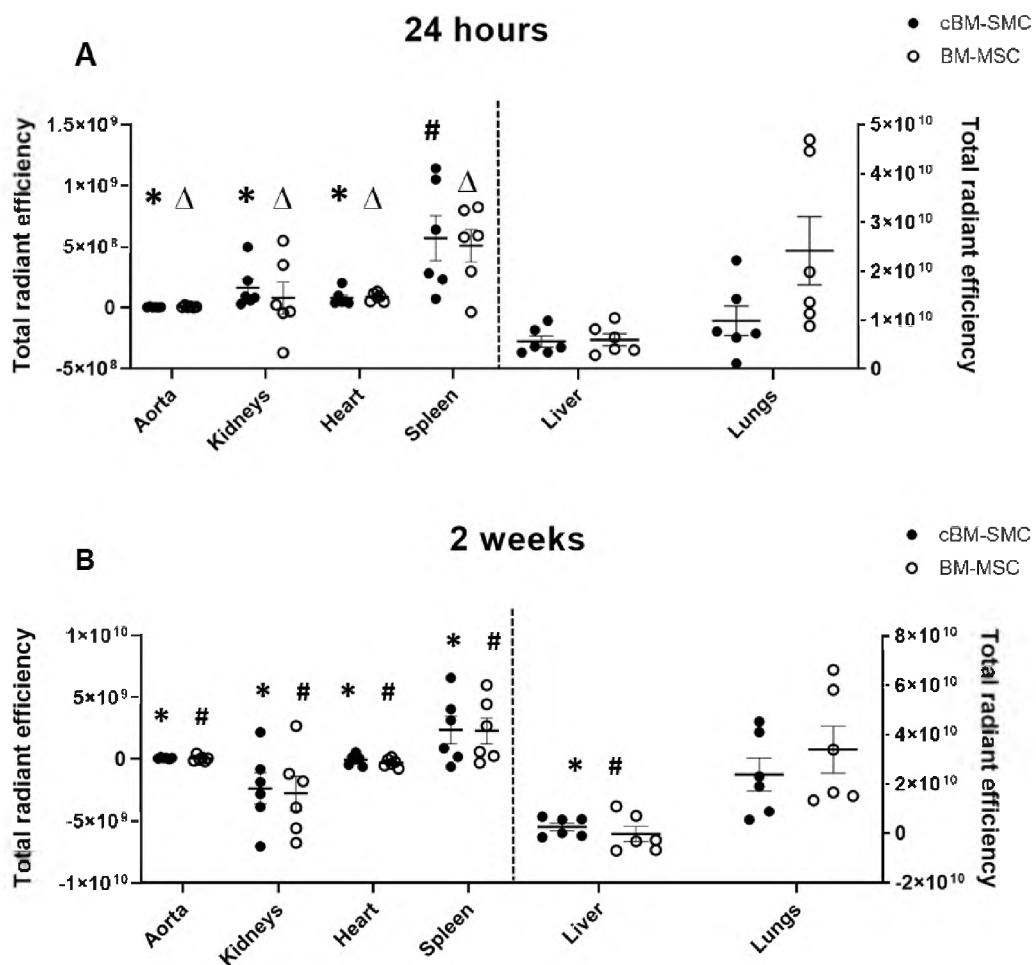 24 hours
A
● cBM-SMC
○ BM-MSC
Total radiant efficiency
1.5×10⁹
1×10⁹
5×10⁸
0
-5×10⁸
* Δ * Δ * Δ # Δ
5×10¹⁰
4×10¹⁰
3×10¹⁰
2×10¹⁰
1×10¹⁰
0
Total radiant efficiency
Aorta
Kidneys
Heart
Spleen
Liver
Lungs
2 weeks
B
● cBM-SMC
○ BM-MSC
Total radiant efficiency
1×10¹⁰
5×10⁹
0
-5×10⁹
-1×10¹⁰
* # * # * # * # * #
8×10¹⁰
6×10¹⁰
4×10¹⁰
2×10¹⁰
0
-2×10¹⁰
Total radiant efficiency
Aorta
Kidneys
Heart
Spleen
Liver
Lungs